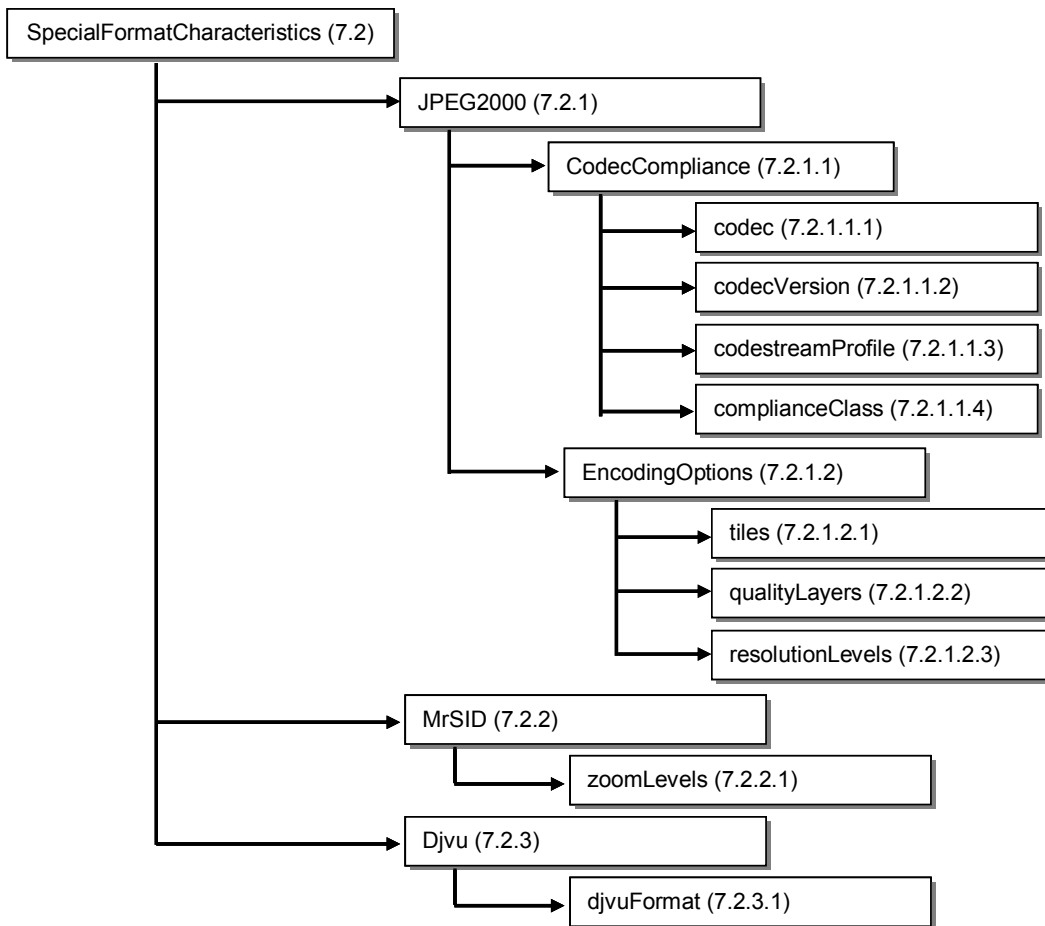 SpecialFormatCharacteristics (7.2)
JPEG2000 (7.2.1)
CodecCompliance (7.2.1.1)
codec (7.2.1.1.1)
codecVersion (7.2.1.1.2)
codestreamProfile (7.2.1.1.3)
complianceClass (7.2.1.1.4)
EncodingOptions (7.2.1.2)
tiles (7.2.1.2.1)
qualityLayers (7.2.1.2.2)
resolutionLevels (7.2.1.2.3)
MrSID (7.2.2)
zoomLevels (7.2.2.1)
Djvu (7.2.3)
djvuFormat (7.2.3.1)